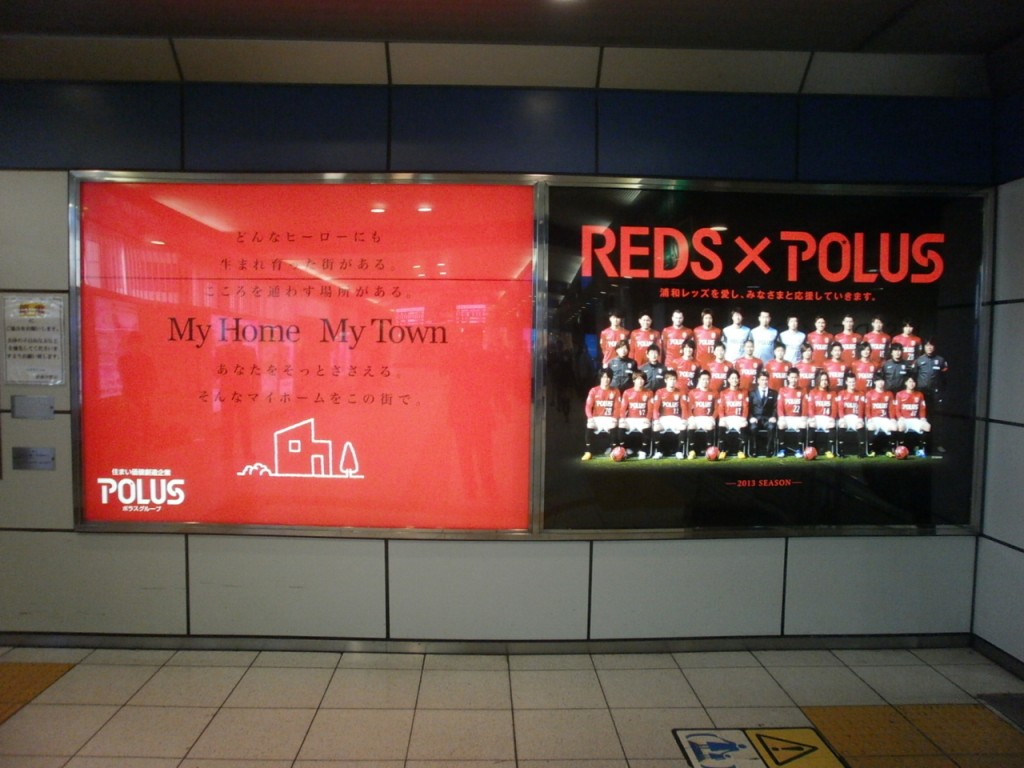 どんなヒーローにも
生まれ育った街がある。
こころを通わす場所がある。
My Home My Town
あなたをそっとささえる。
そんなマイホームをこの街で。
住まい価値創造企業
POLUS
ポラスグループ
REDS×POLUS
浦和レッズを愛し、みなさまと応援していきます。
—2013 SEASON—